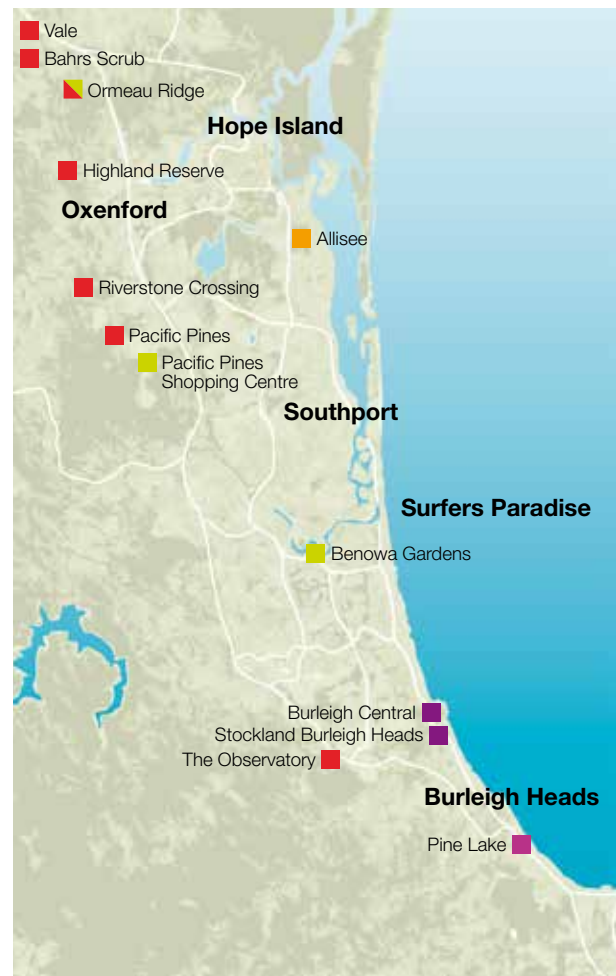 Vale
Bahrs Scrub
Ormeau Ridge
Hope Island
Highland Reserve
Oxenford
Allisee
Riverstone Crossing
Pacific Pines
Pacific Pines
Shopping Centre
Southport
Surfers Paradise
Benowa Gardens
Burleigh Central
Stockland Burleigh Heads
The Observatory
Burleigh Heads
Pine Lake